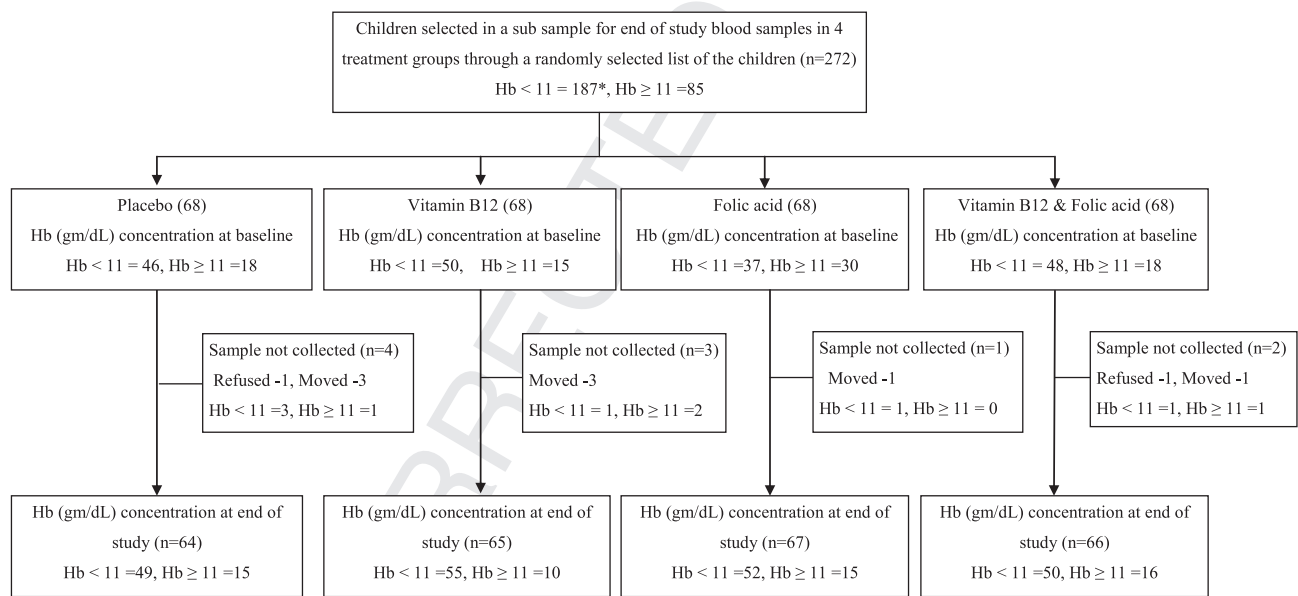 Children selected in a sub sample for end of study blood samples in 4
treatment groups through a randomly selected list of the children (n=272)
Hb < 11 = 187*, Hb ≥ 11 =85
Placebo (68)
Hb (gm/dL) concentration at baseline
Hb < 11 = 46, Hb ≥ 11 =18
Vitamin B12 (68)
Hb (gm/dL) concentration at baseline
Hb < 11 =50, Hb ≥ 11 =15
Folic acid (68)
Hb (gm/dL) concentration at baseline
Hb < 11 =37, Hb ≥ 11 =30
Vitamin B12 & Folic acid (68)
Hb (gm/dL) concentration at baseline
Hb < 11 = 48, Hb ≥ 11 =18
Sample not collected (n=4)
Refused -1, Moved -3
Hb < 11 =3, Hb ≥ 11 =1
Sample not collected (n=3)
Moved -3
Hb < 11 = 1, Hb ≥ 11 =2
Sample not collected (n=1)
Moved -1
Hb < 11 = 1, Hb ≥ 11 = 0
Sample not collected (n=2)
Refused -1, Moved -1
Hb < 11 =1, Hb ≥ 11 =1
Hb (gm/dL) concentration at end of
study (n=64)
Hb < 11 =49, Hb ≥ 11 =15
Hb (gm/dL) concentration at end of
study (n=65)
Hb < 11 =55, Hb ≥ 11 =10
Hb (gm/dL) concentration at end of
study (n=67)
Hb < 11 =52, Hb ≥ 11 =15
Hb (gm/dL) concentration at end of
study (n=66)
Hb < 11 =50, Hb ≥ 11 =16